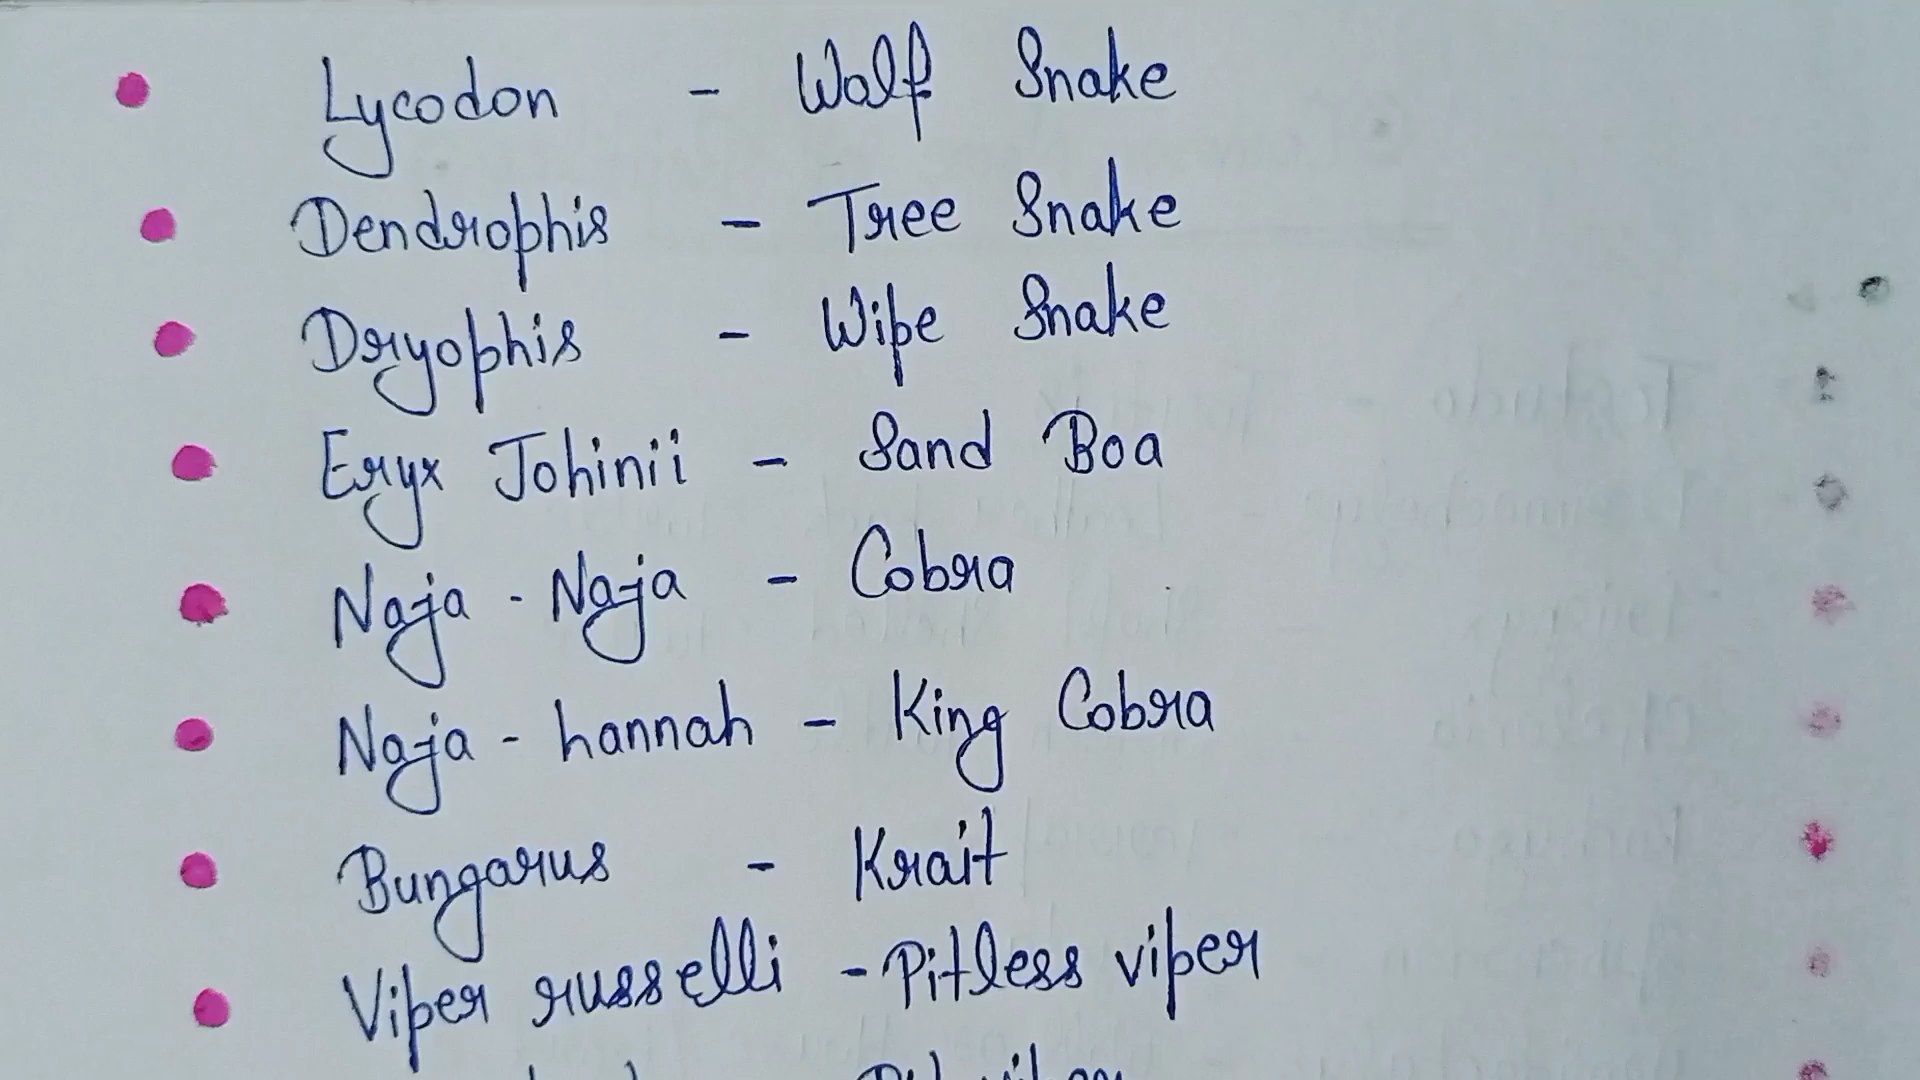 Lycodon - Wolf Snake
Dendrophis - Tree Snake
Dryophis - Wipe Snake
Eryx Johinii - Sand Boa
Naja - Naja - Cobra
Naja - hannah - King Cobra
Bungarus - Krait
Viper russelli - Pitless viper